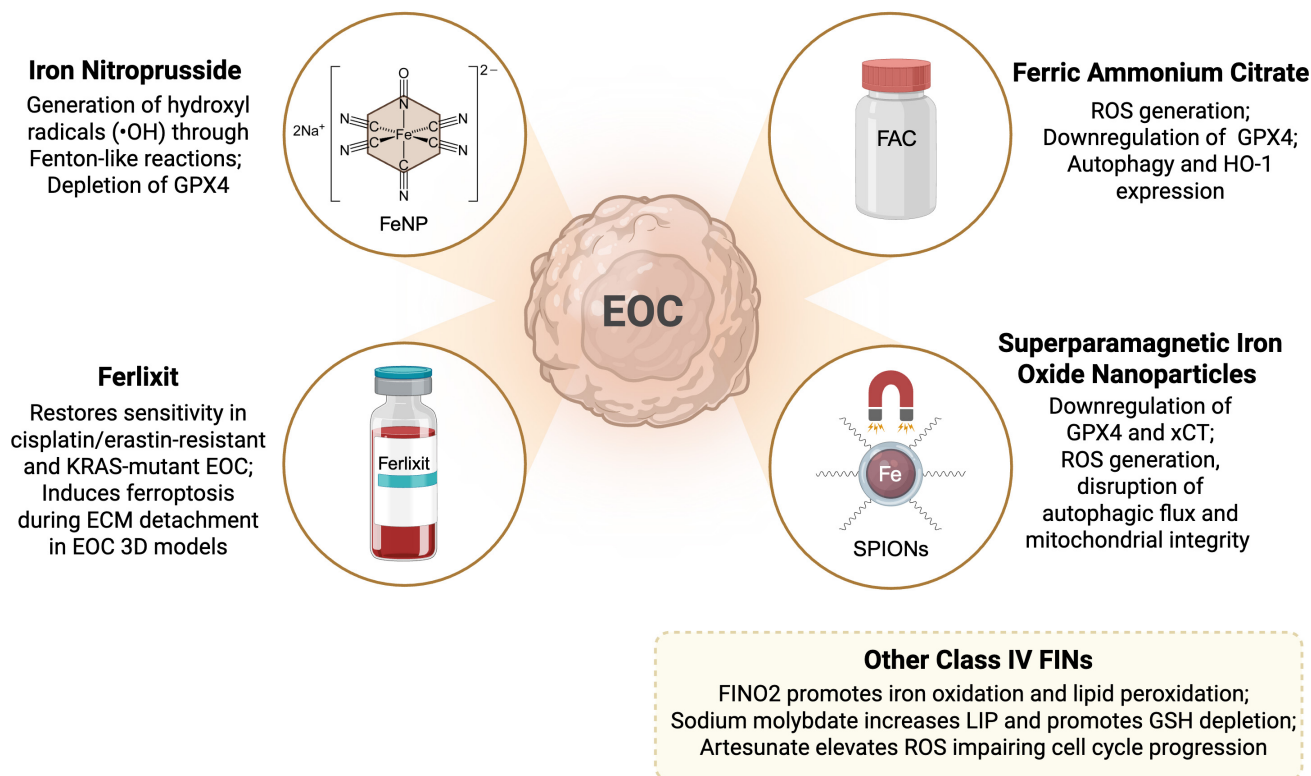 Iron Nitroprusside
Generation of hydroxyl
radicals (•OH) through
Fenton-like reactions;
Depletion of GPX4
2Na+
2−
O
N
N
C
Fe
C
N
N
C
C
N
C
N
FeNP
FAC
Ferric Ammonium Citrate
ROS generation;
Downregulation of GPX4;
Autophagy and HO-1
expression
EOC
Ferlixit
Restores sensitivity in
cisplatin/erastin-resistant
and KRAS-mutant EOC;
Induces ferroptosis
during ECM detachment
in EOC 3D models
Ferlixit
Fe
SPIONs
Superparamagnetic Iron
Oxide Nanoparticles
Downregulation of
GPX4 and xCT;
ROS generation,
disruption of
autophagic flux and
mitochondrial integrity
Other Class IV FINs
FINO2 promotes iron oxidation and lipid peroxidation;
Sodium molybdate increases LIP and promotes GSH depletion;
Artesunate elevates ROS impairing cell cycle progression